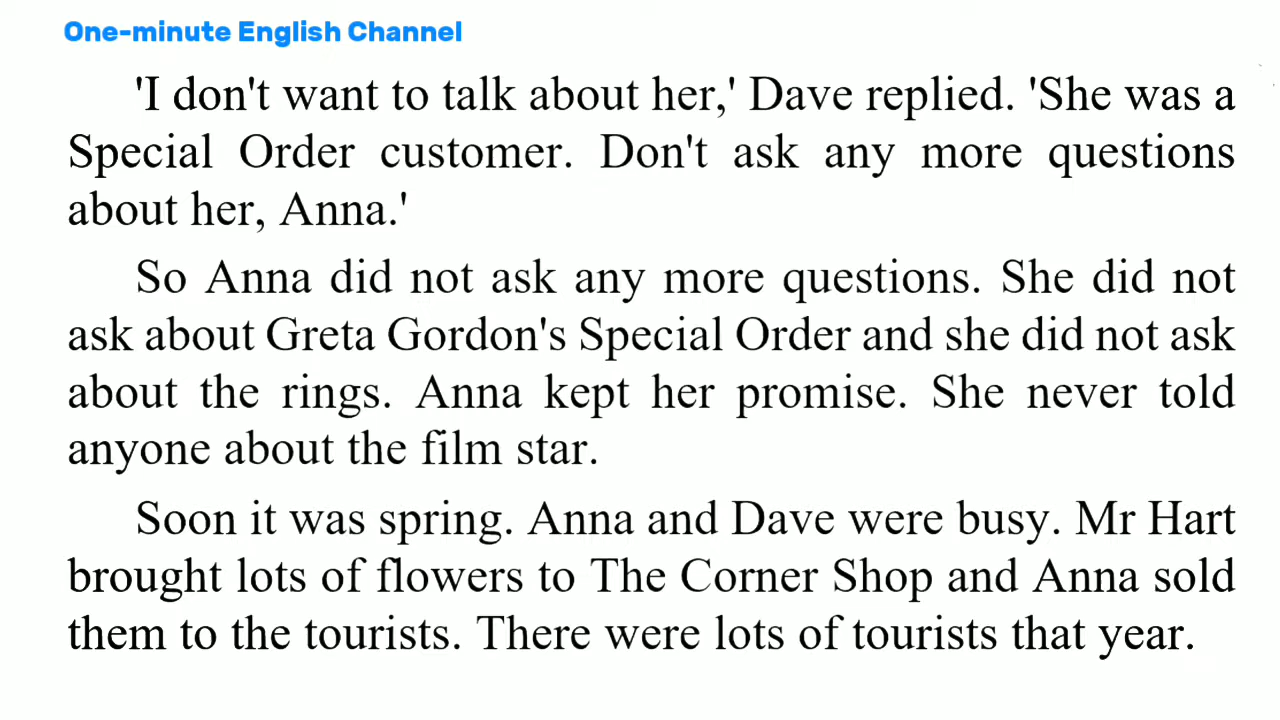 One-minute English Channel
'I don't want to talk about her,' Dave replied. 'She was a
Special Order customer. Don't ask any more questions
about her, Anna.'
So Anna did not ask any more questions. She did not
ask about Greta Gordon's Special Order and she did not ask
about the rings. Anna kept her promise. She never told
anyone about the film star.
Soon it was spring. Anna and Dave were busy. Mr Hart
brought lots of flowers to The Corner Shop and Anna sold
them to the tourists. There were lots of tourists that year.